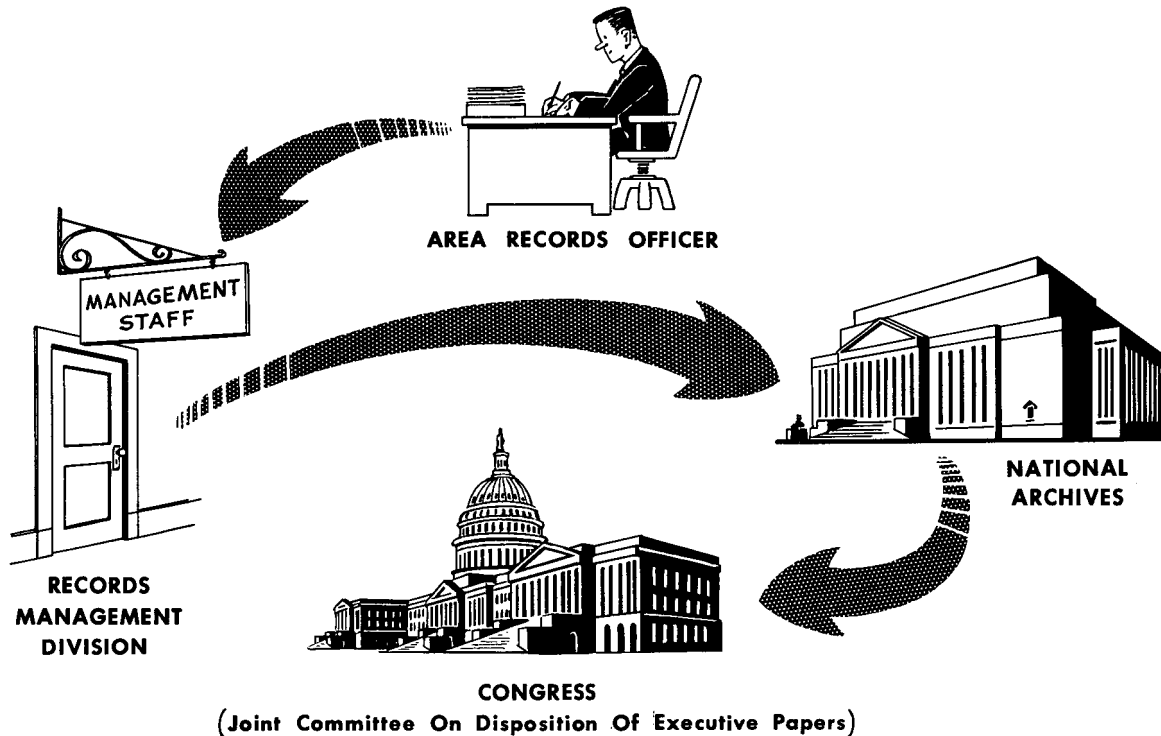 AREA RECORDS OFFICER
MANAGEMENT
STAFF
NATIONAL
ARCHIVES
RECORDS
MANAGEMENT
DIVISION
CONGRESS
(Joint Committee On Disposition Of Executive Papers)